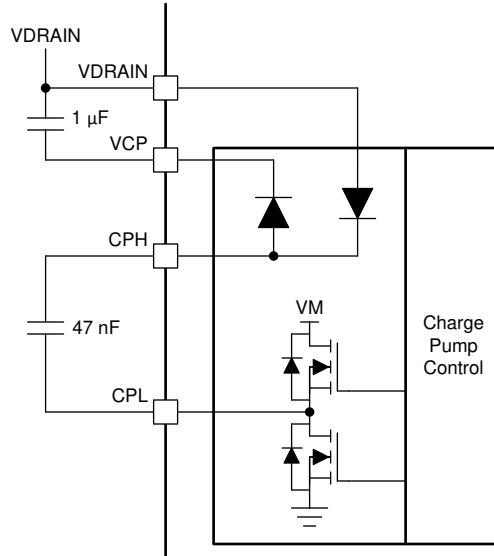 VDRAIN
VDRAIN
1 µF
VCP
CPH
47 nF
VM
Charge
Pump
Control
CPL